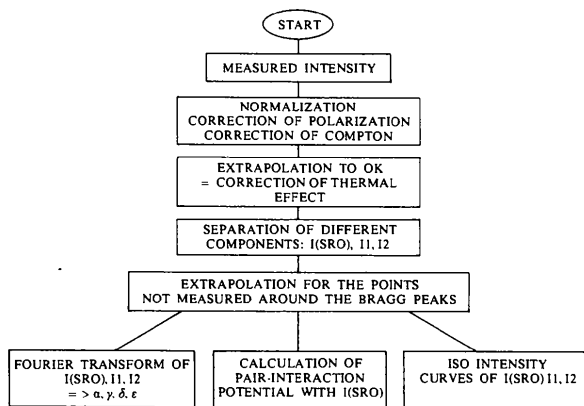 START
MEASURED INTENSITY
NORMALIZATION
CORRECTION OF POLARIZATION
CORRECTION OF COMPTON
EXTRAPOLATION TO OK
= CORRECTION OF THERMAL
EFFECT
SEPARATION OF DIFFERENT
COMPONENTS: I(SRO), I1, I2
EXTRAPOLATION FOR THE POINTS
NOT MEASURED AROUND THE BRAGG PEAKS
FOURIER TRANSFORM OF
I(SRO), I1, I2
= > α, γ, δ, ε
CALCULATION OF
PAIR-INTERACTION
POTENTIAL WITH I(SRO)
ISO INTENSITY
CURVES OF I(SRO) I1, I2